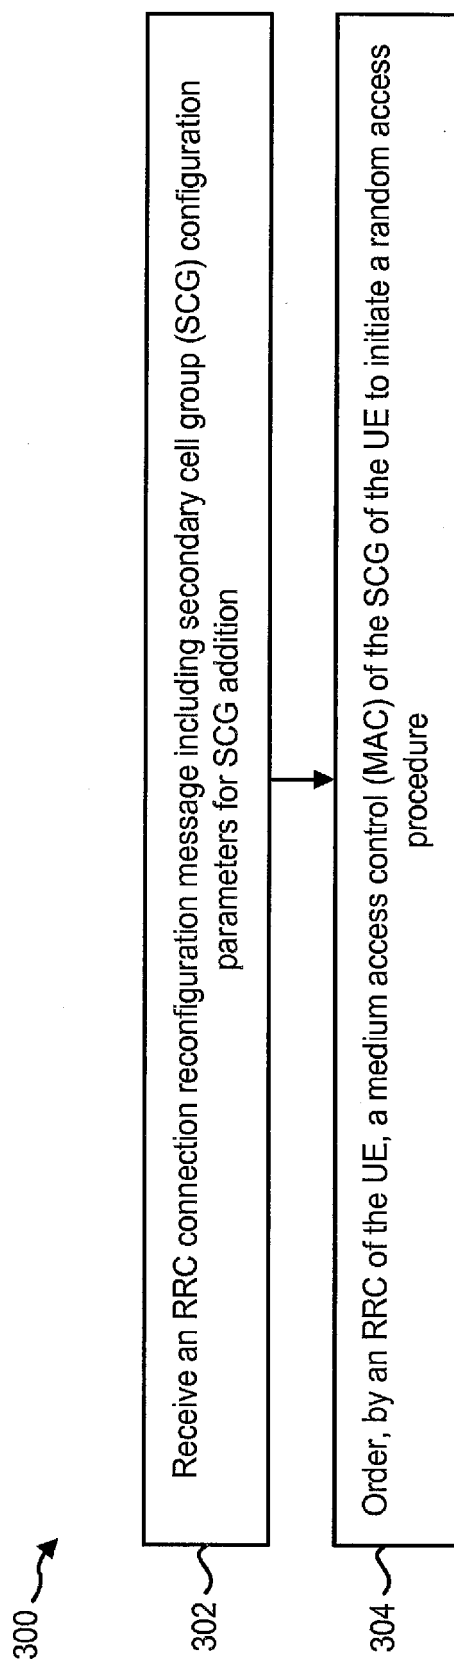 300
302
Receive an RRC connection reconfiguration message including secondary cell group (SCG) configuration
parameters for SCG addition
304
Order, by an RRC of the UE, a medium access control (MAC) of the SCG of the UE to initiate a random access
procedure